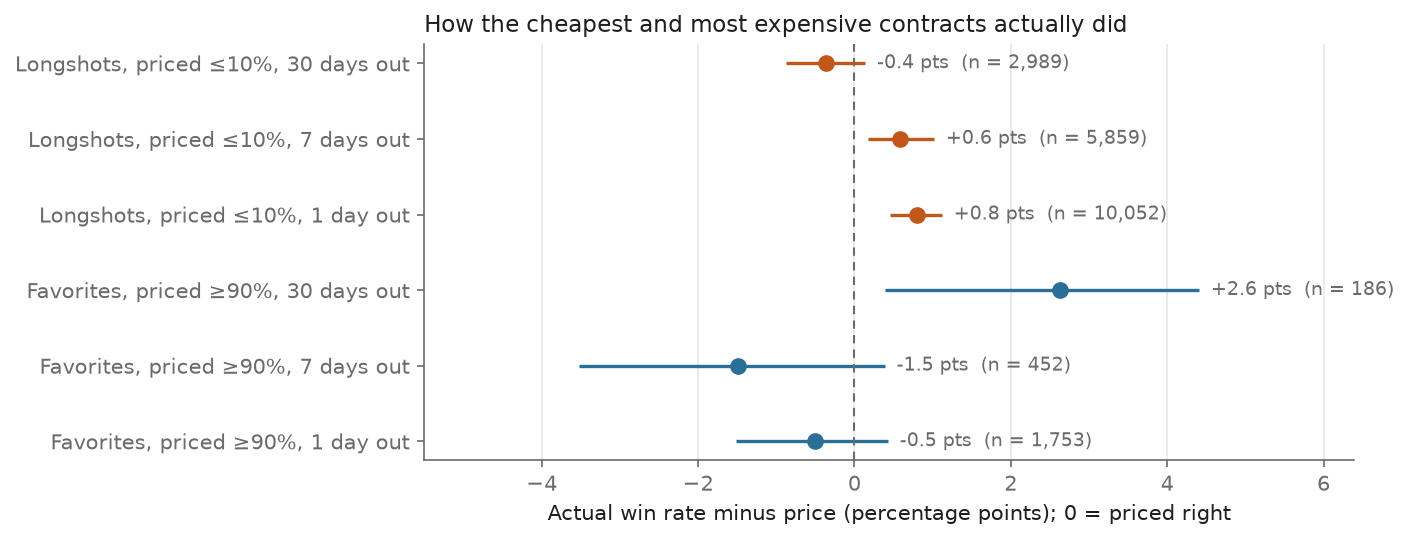 How the cheapest and most expensive contracts actually did
Longshots, priced ≤10%, 30 days out
-0.4 pts (n = 2,989)
Longshots, priced ≤10%, 7 days out
+0.6 pts (n = 5,859)
Longshots, priced ≤10%, 1 day out
+0.8 pts (n = 10,052)
Favorites, priced ≥90%, 30 days out
+2.6 pts (n = 186)
Favorites, priced ≥90%, 7 days out
-1.5 pts (n = 452)
Favorites, priced ≥90%, 1 day out
-0.5 pts (n = 1,753)
−4 −2 0 2 4 6
Actual win rate minus price (percentage points); 0 = priced right